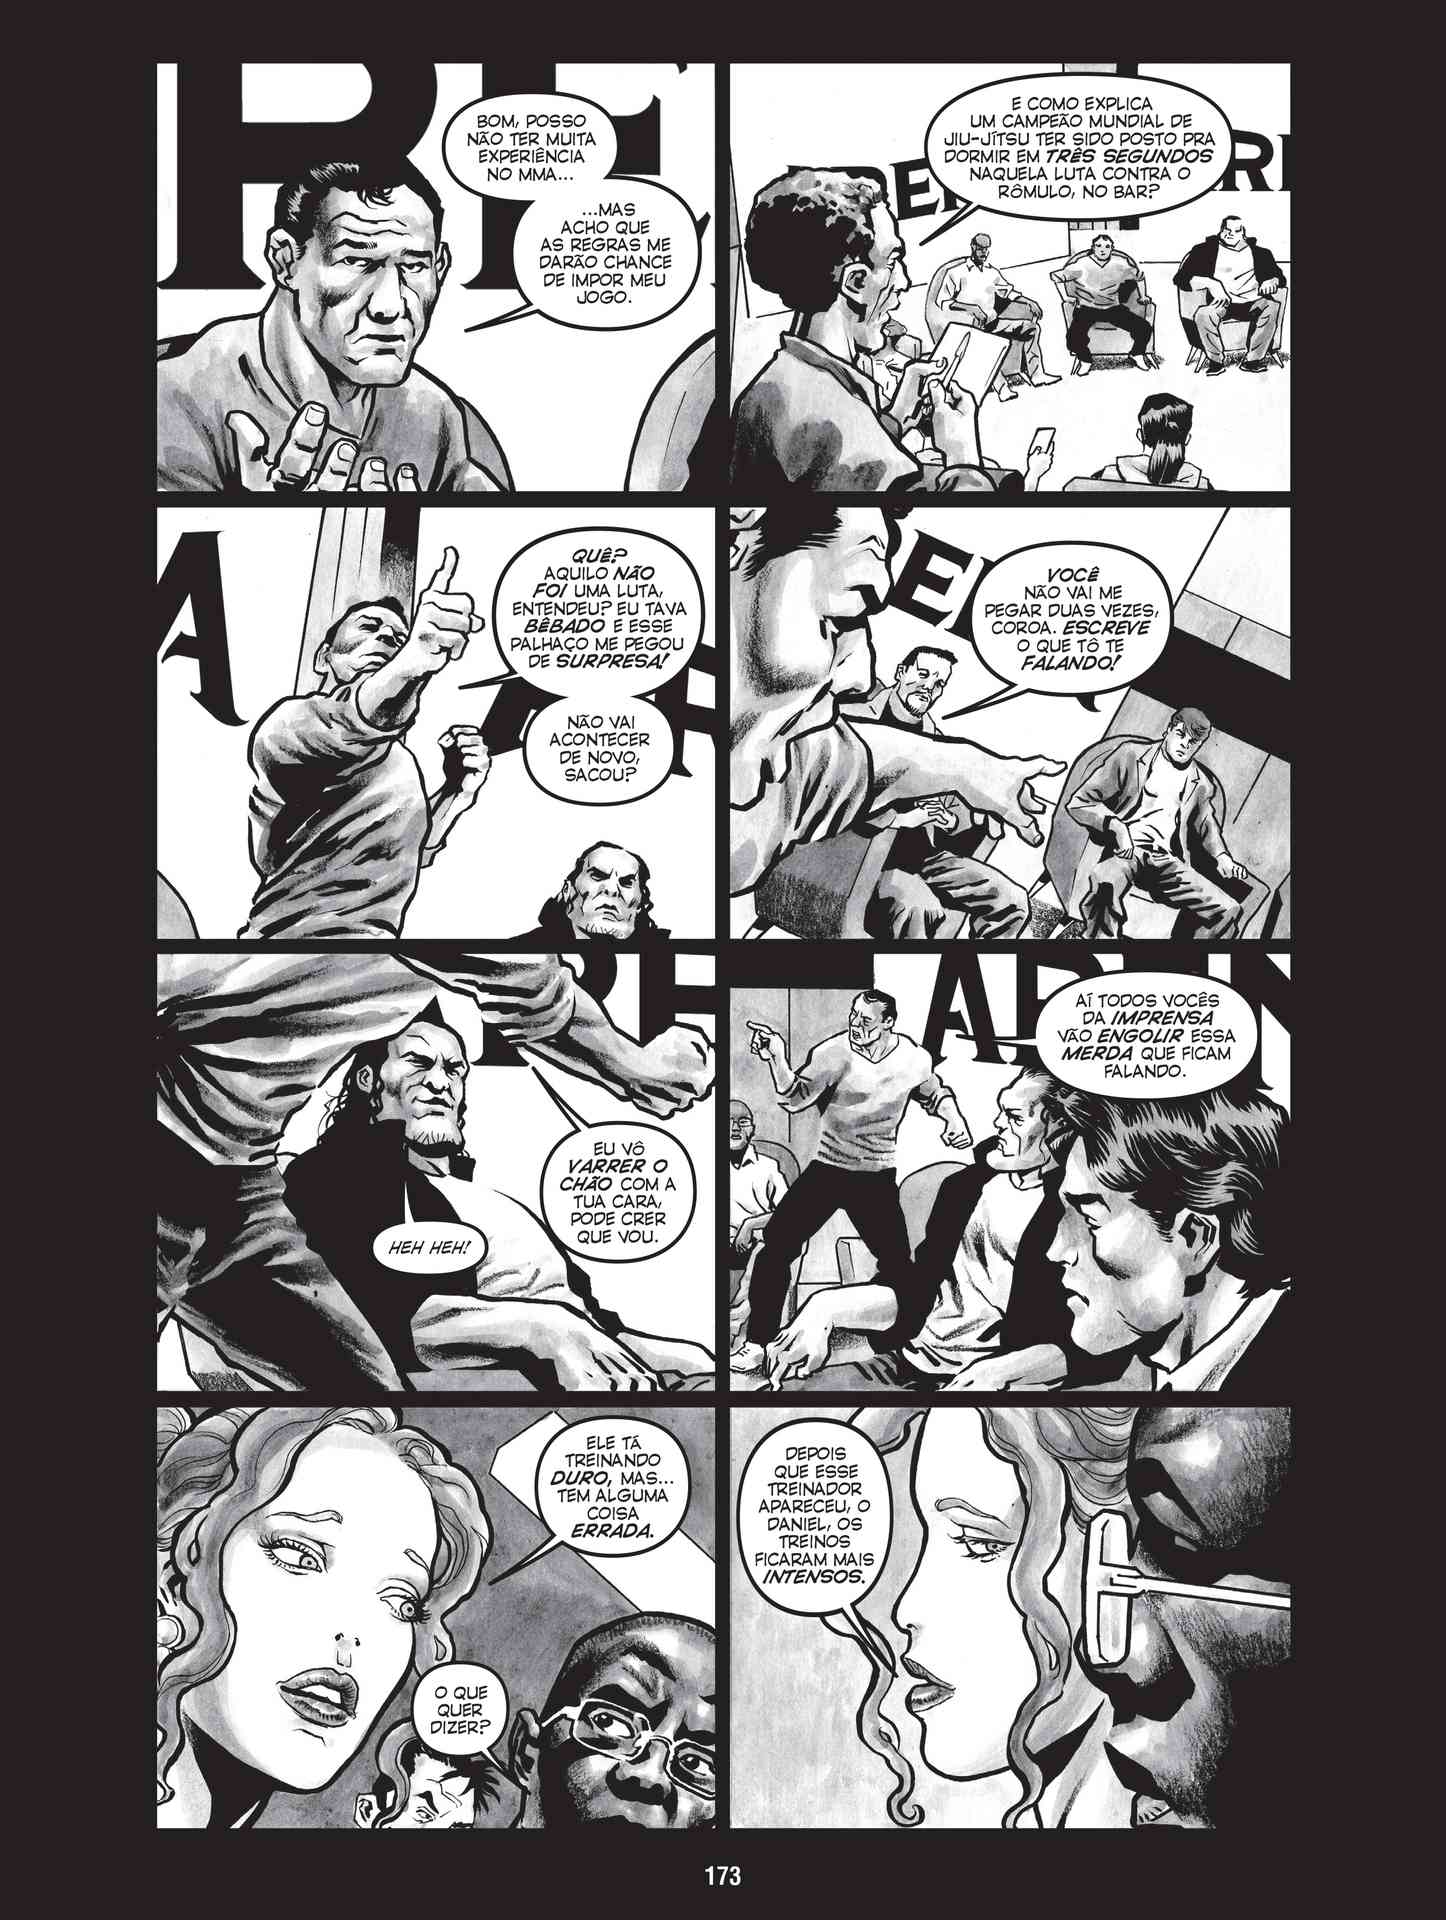 BOM, POSSO
NÃO TER MUITA
EXPERIÊNCIA
NO MMA...
...MAS
ACHO QUE
AS REGRAS ME
DARÃO CHANCE
DE IMPOR MEU
JOGO.
E COMO EXPLICA
UM CAMPEÃO MUNDIAL DE
JIU-JÍTSU TER SIDO POSTO PRA
DORMIR EM TRÊS SEGUNDOS
NAQUELA LUTA CONTRA O
RÔMULO, NO BAR?
QUÊ?
AQUILO NÃO
FOI UMA LUTA,
ENTENDEU? EU TAVA
BÊBADO E ESSE
PALHAÇO ME PEGOU
DE SURPRESA!
NÃO VAI
ACONTECER
DE NOVO,
SACOU?
VOCÊ
NÃO VAI ME
PEGAR DUAS VEZES,
COROA. ESCREVE
O QUE TÔ TE
FALANDO!
EU VÔ
VARRER O
CHÃO COM A
TUA CARA,
PODE CRER
QUE VOU.
HEH HEH!
AREN
AÍ TODOS VOCÊS
DA IMPRENSA
VÃO ENGOLIR ESSA
MERDA QUE FICAM
FALANDO.
ELE TÁ
TREINANDO
DURO, MAS...
TEM ALGUMA
COISA
ERRADA.
O QUE
QUER
DIZER?
DEPOIS
QUE ESSE
TREINADOR
APARECEU, O
DANIEL, OS
TREINOS
FICARAM MAIS
INTENSOS.
173